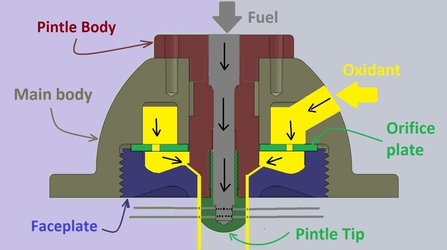 Fuel
Pintle Body
Oxidant
Main body
Orifice
plate
Faceplate
Pintle Tip